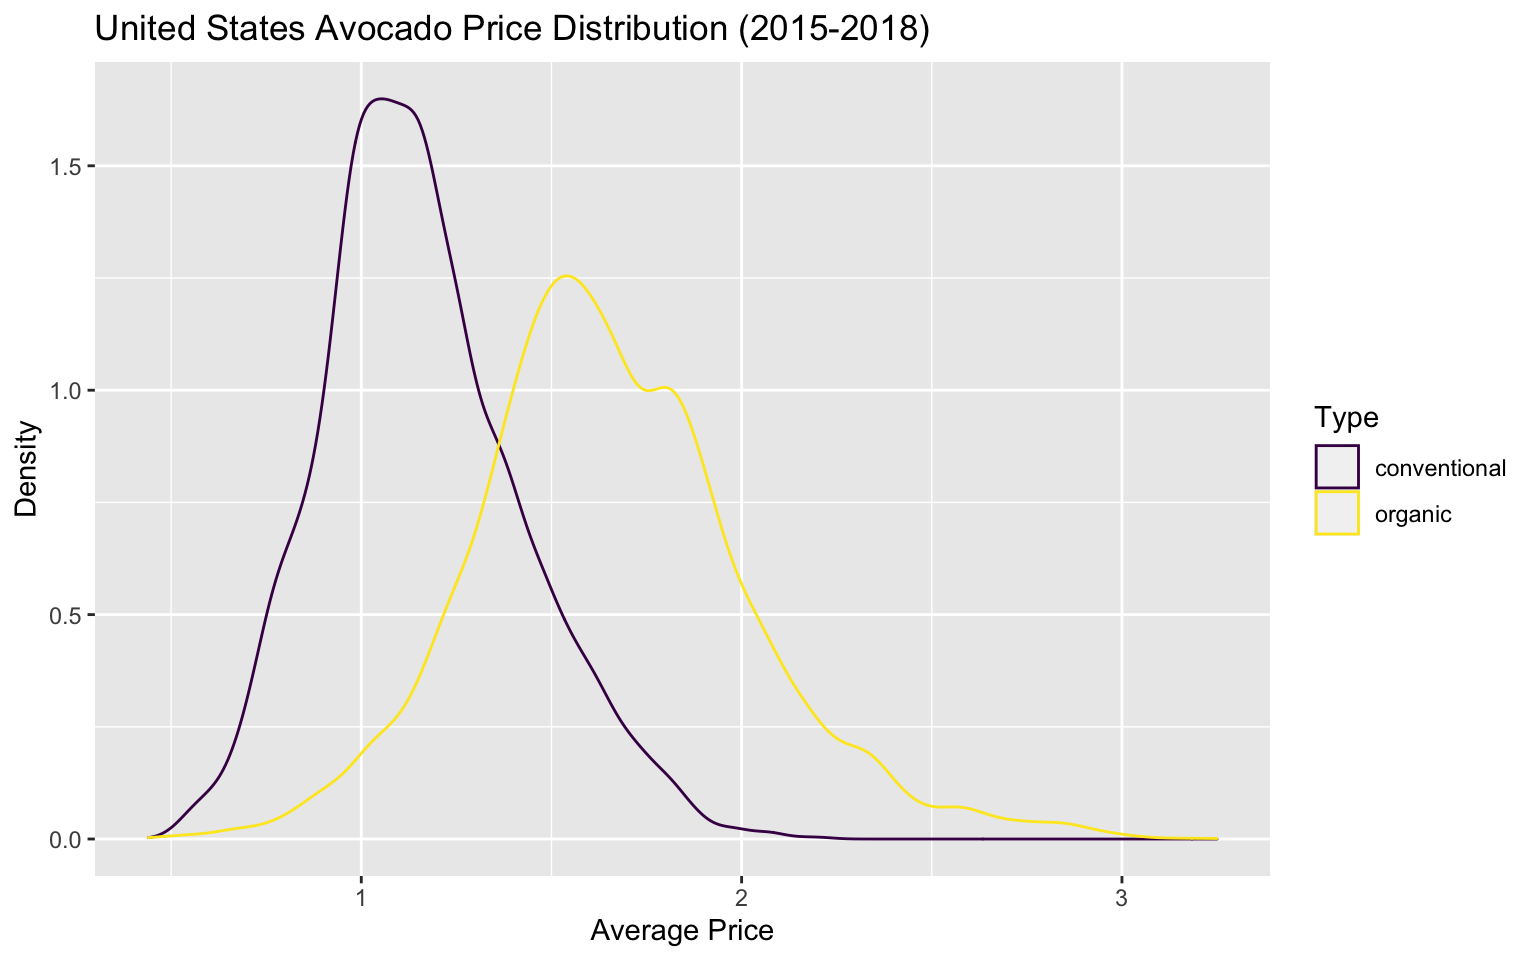 United States Avocado Price Distribution (2015-2018)
1.5
1.0
0.5
0.0
Density
1
2
3
Average Price
Type
conventional
organic